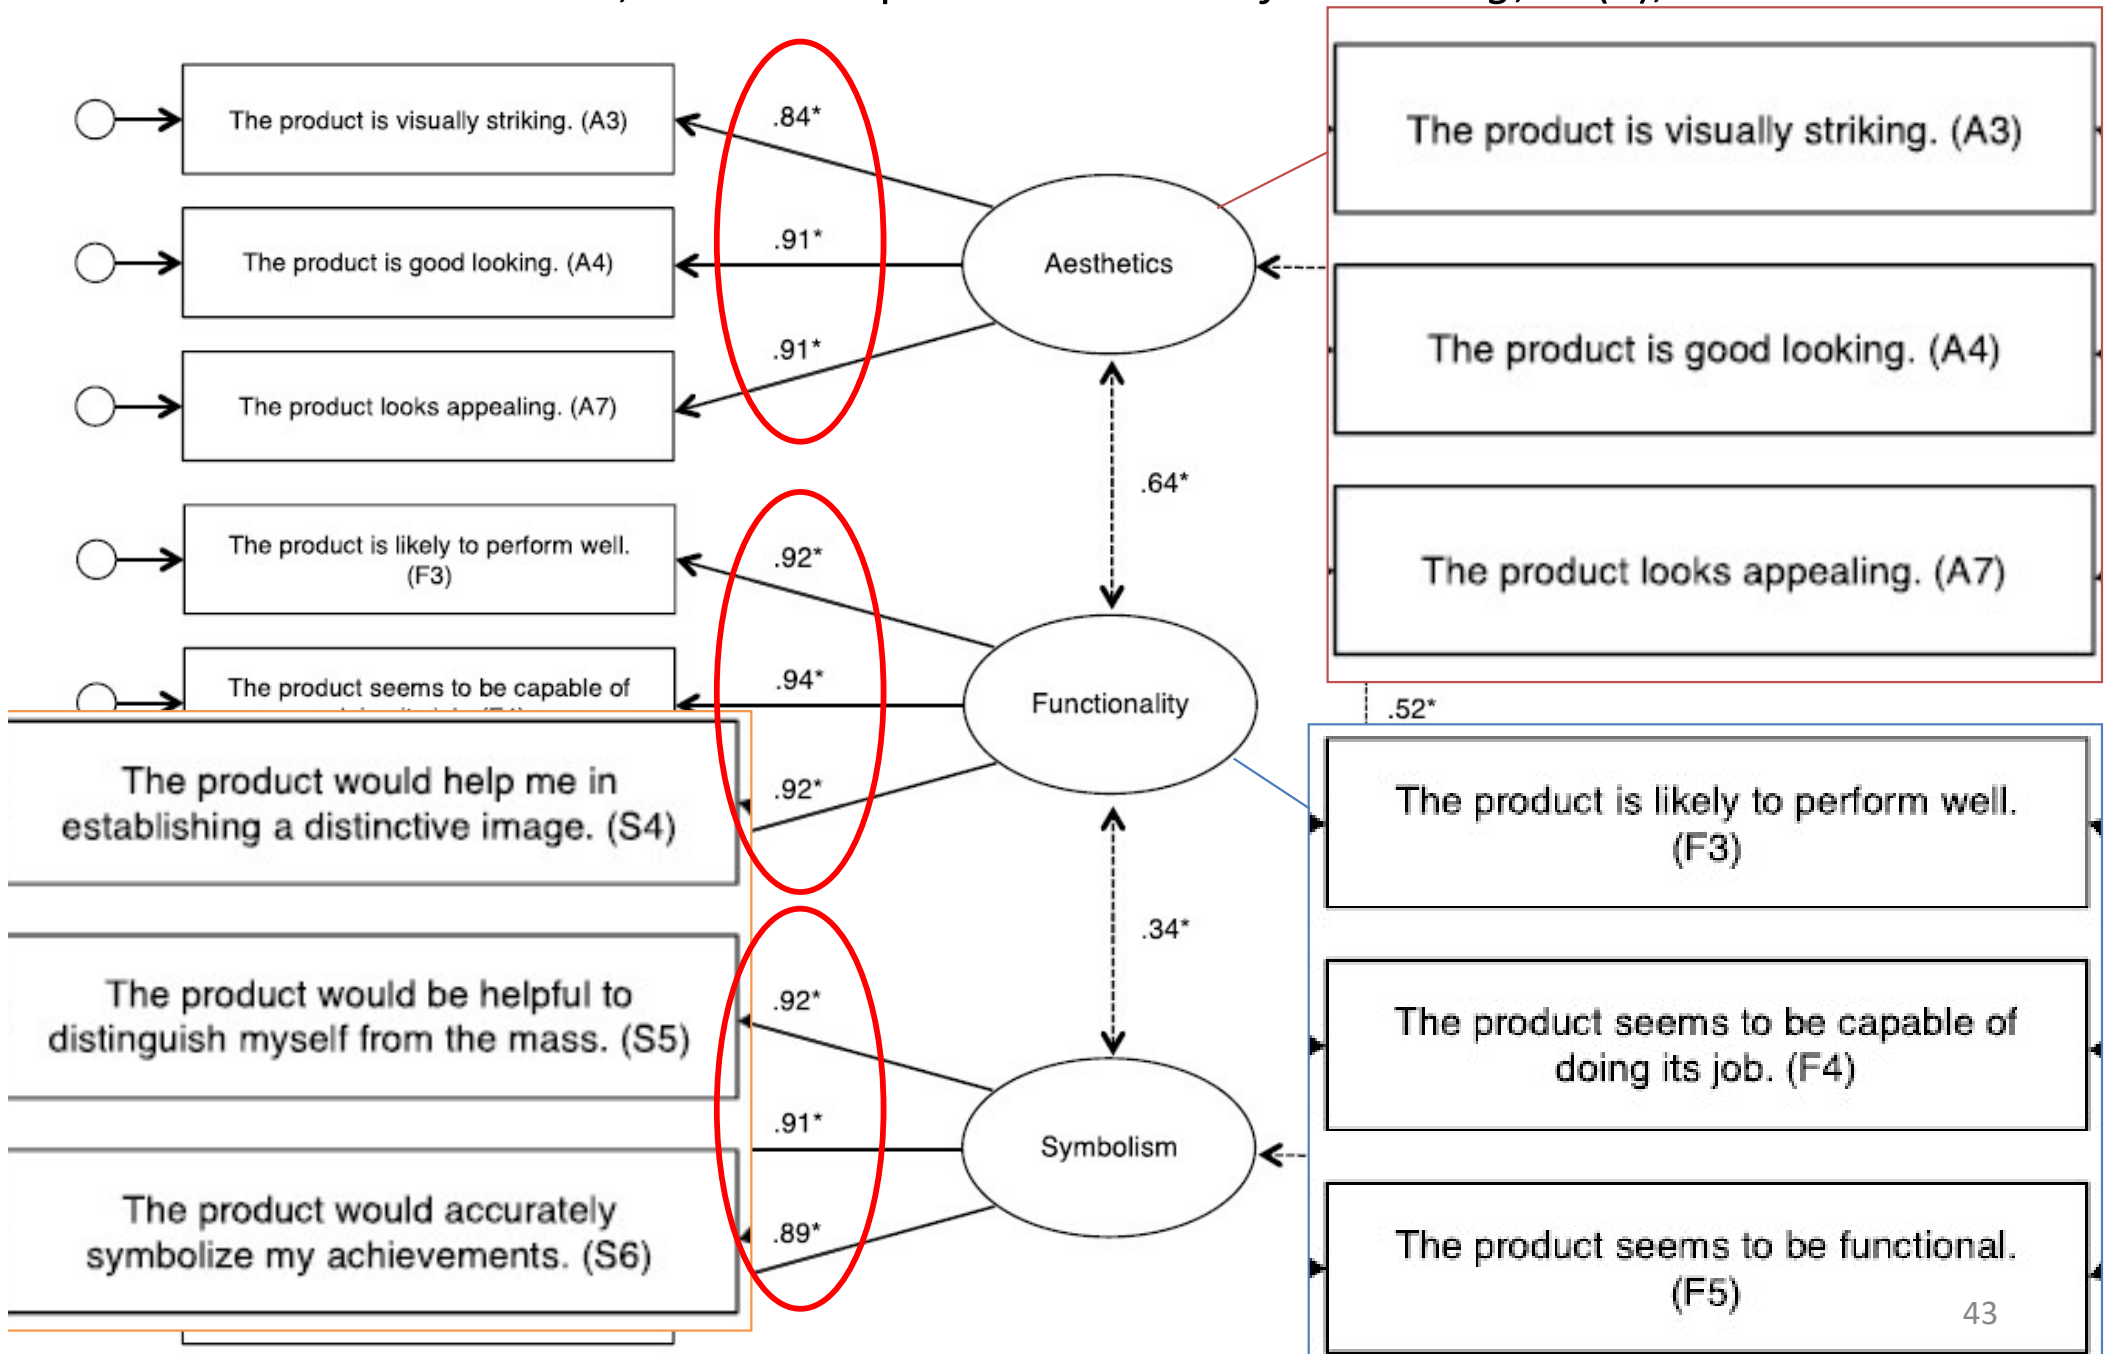 The product is visually striking. (A3)
.84*
The product is good looking. (A4)
.91*
The product looks appealing. (A7)
.91*
Aesthetics
The product is visually striking. (A3)
The product is good looking. (A4)
The product looks appealing. (A7)
.64*
The product is likely to perform well.
(F3)
.92*
The product seems to be capable of
.94*
Functionality
.52*
.92*
The product would help me in
establishing a distinctive image. (S4)
The product is likely to perform well.
(F3)
.34*
The product would be helpful to
distinguish myself from the mass. (S5)
.92*
The product seems to be capable of
doing its job. (F4)
.91*
Symbolism
The product would accurately
symbolize my achievements. (S6)
.89*
The product seems to be functional.
(F5)
43